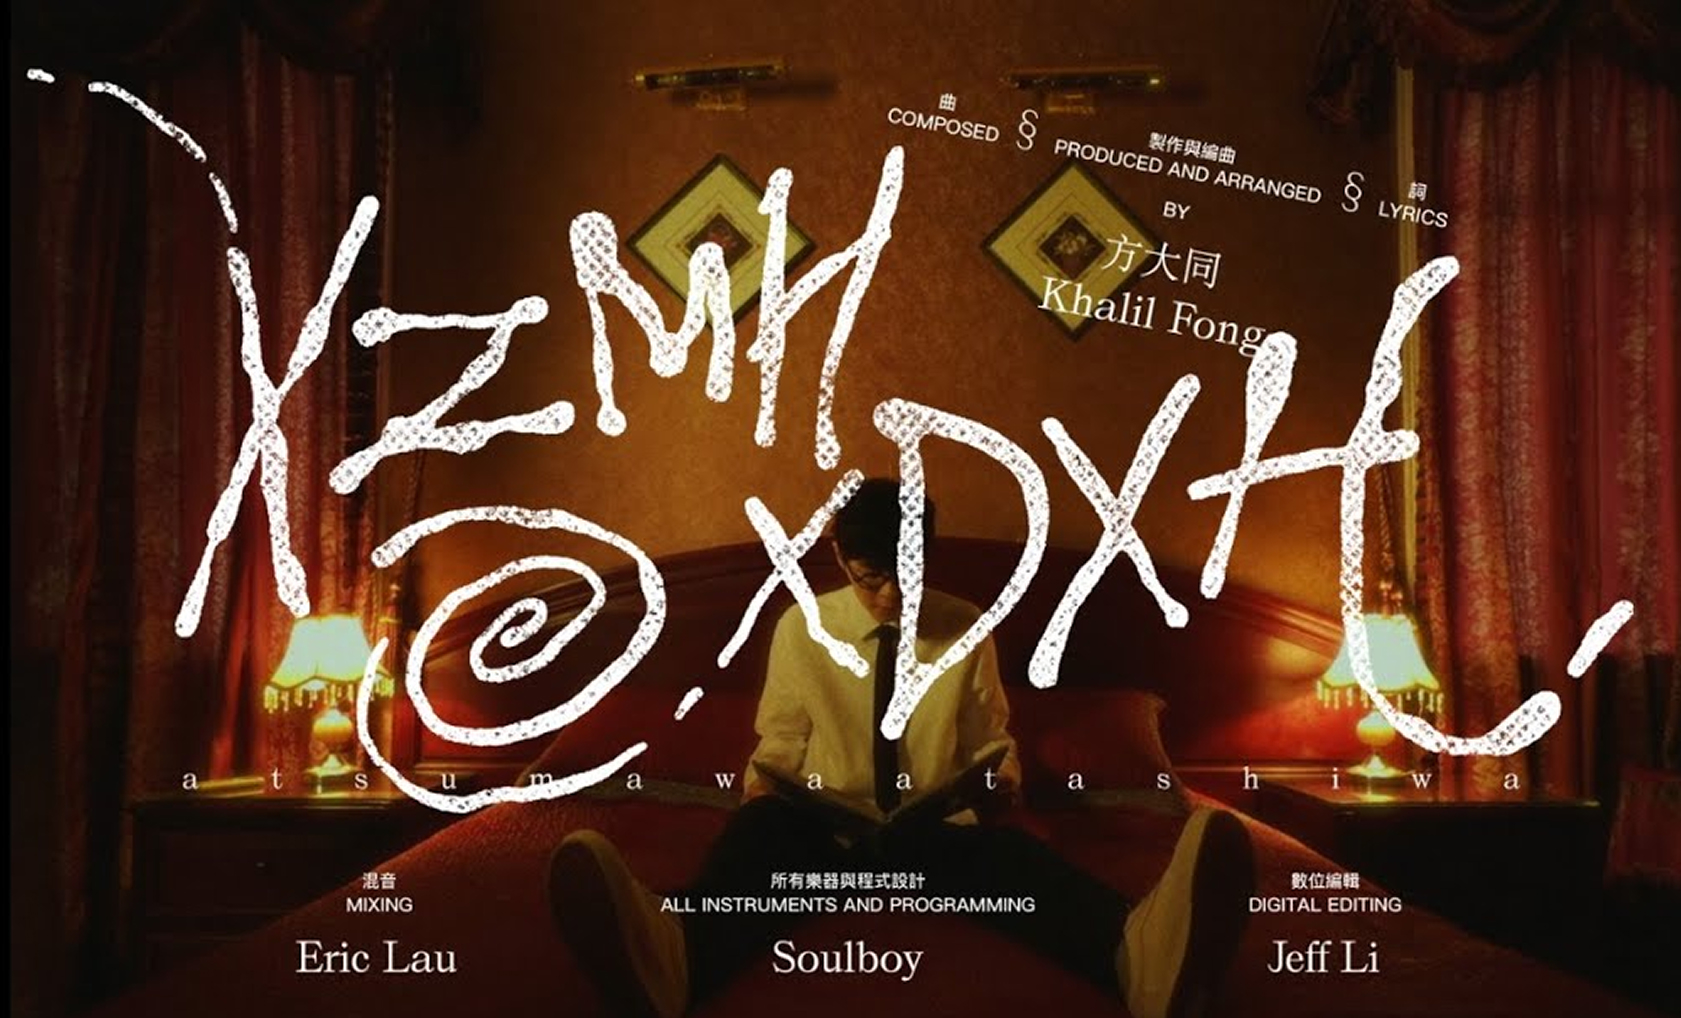 曲
COMPOSED
§
製作與編曲
PRODUCED AND ARRANGED
§
詞
LYRICS
BY
方大同
Khalil Fong
XZMH
@XDXH
atsumawaatashiwa
混音
MIXING
Eric Lau
所有樂器與程式設計
ALL INSTRUMENTS AND PROGRAMMING
Soulboy
數位編輯
DIGITAL EDITING
Jeff Li